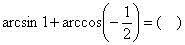 arcsin 1+arccos(-1/2)=( )